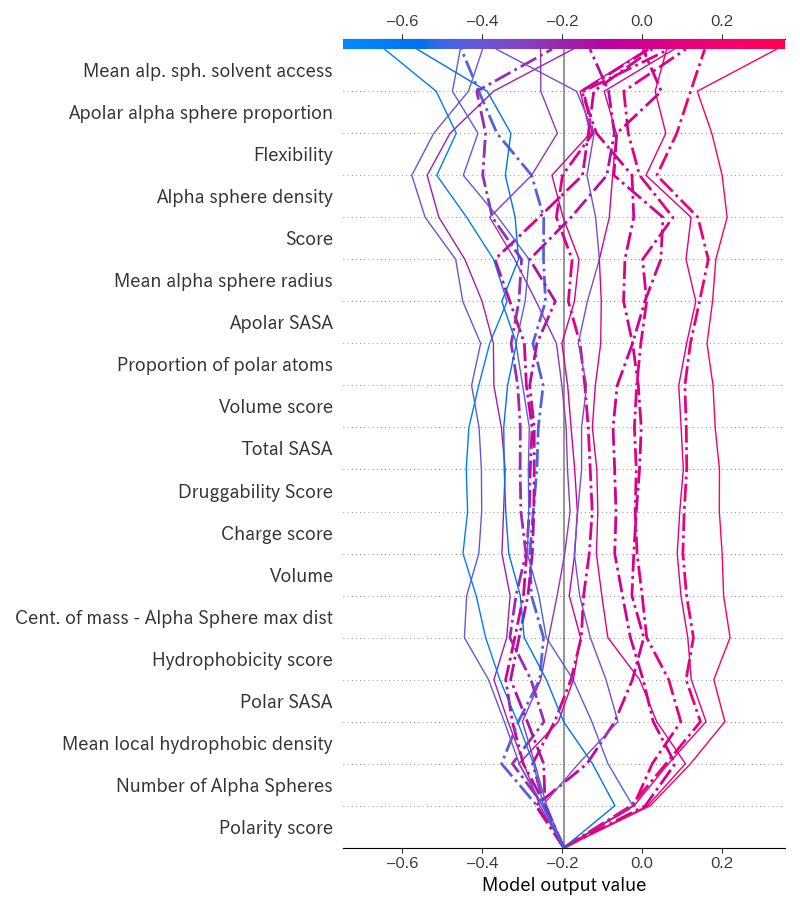 −0.6 −0.4 −0.2 0.0 0.2
Mean alp. sph. solvent access
Apolar alpha sphere proportion
Flexibility
Alpha sphere density
Score
Mean alpha sphere radius
Apolar SASA
Proportion of polar atoms
Volume score
Total SASA
Druggability Score
Charge score
Volume
Cent. of mass - Alpha Sphere max dist
Hydrophobicity score
Polar SASA
Mean local hydrophobic density
Number of Alpha Spheres
Polarity score
−0.6 −0.4 −0.2 0.0 0.2
Model output value